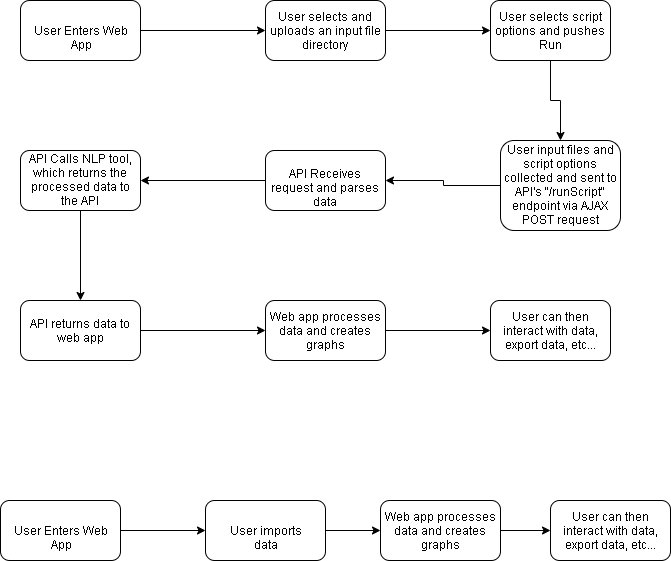 User Enters Web
App
User selects and
uploads an input file
directory
User selects script
options and pushes
Run
API Calls NLP tool,
which returns the
processed data to
the API
API Receives
request and parses
data
User input files and
script options
collected and sent to
API's "/runScript"
endpoint via AJAX
POST request
API returns data to
web app
Web app processes
data and creates
graphs
User can then
interact with data,
export data, etc...
User Enters Web
App
User imports
data
Web app processes
data and creates
graphs
User can then
interact with data,
export data, etc...